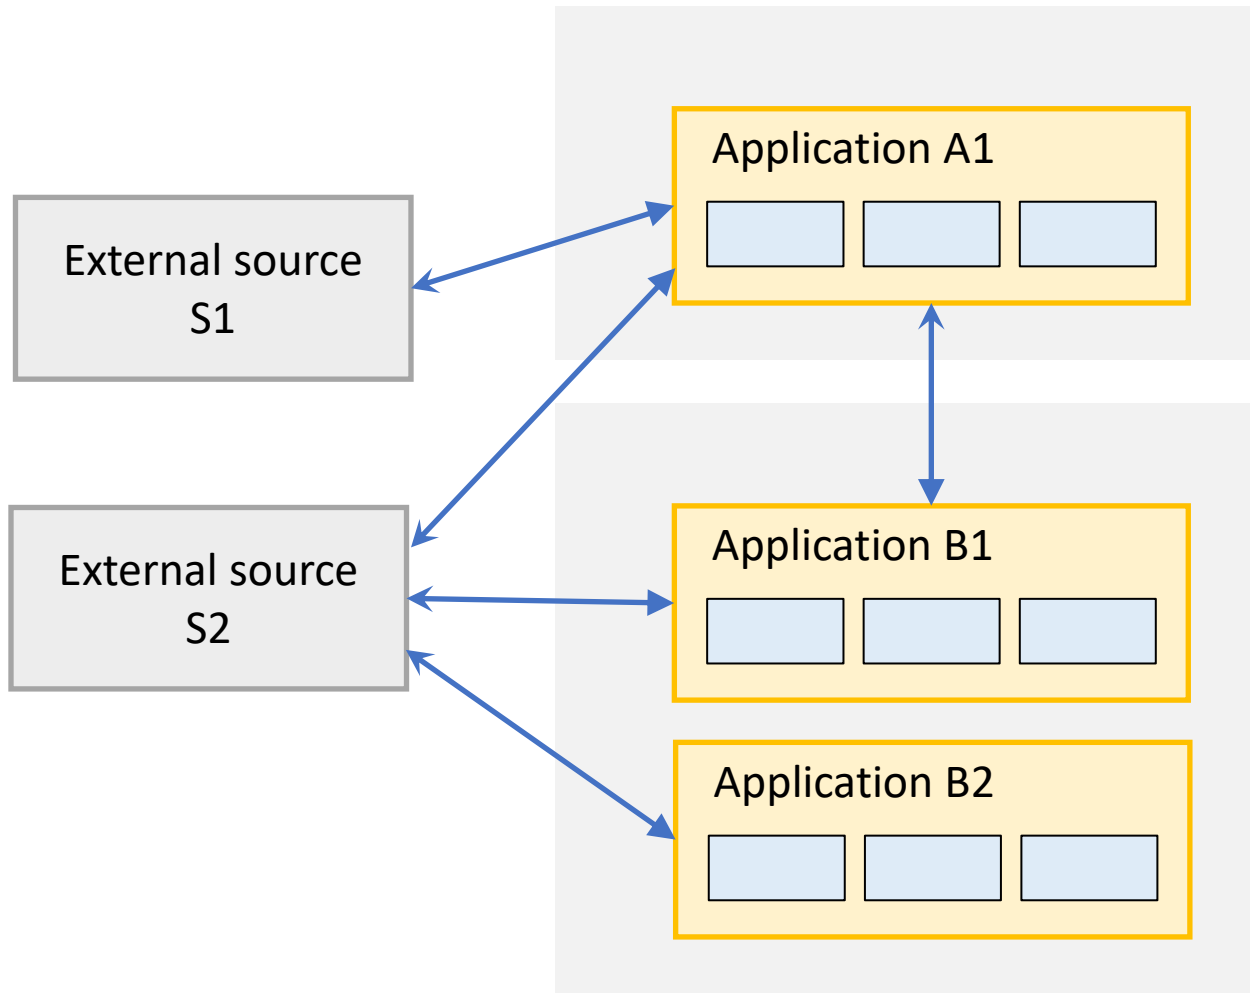 Application A1
External source
S1
External source
S2
Application B1
Application B2